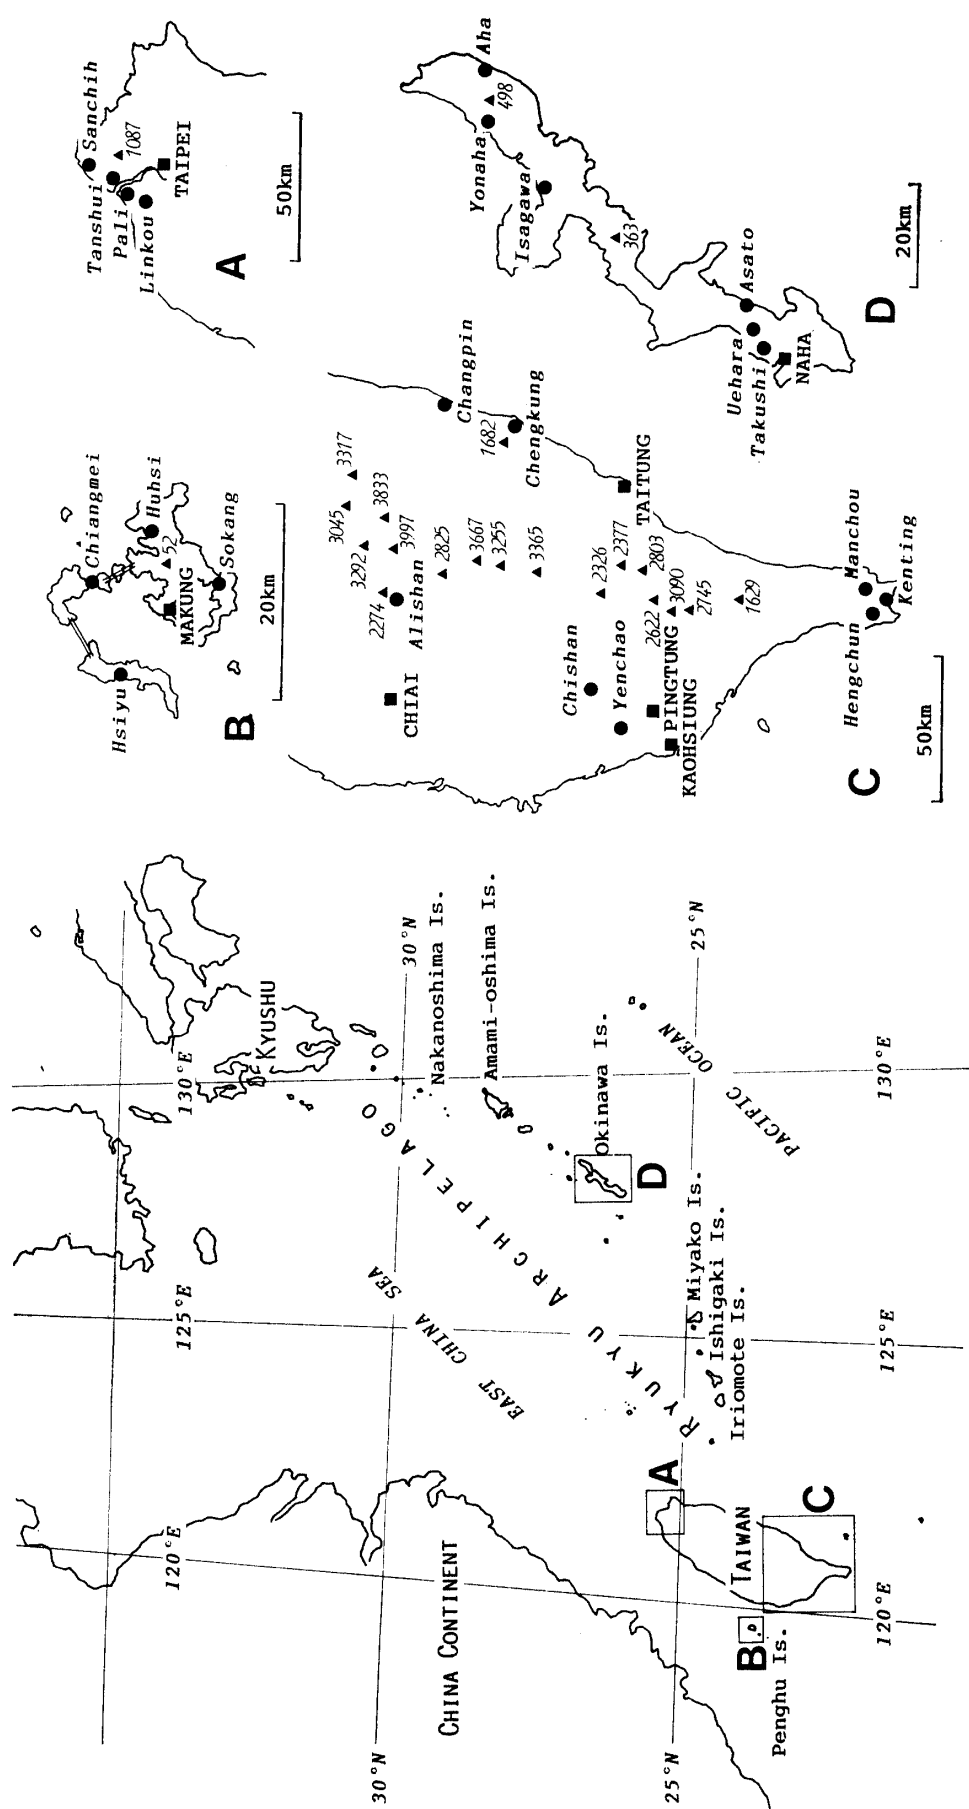 CHINA CONTINENT
EAST CHINA SEA
RYUKYU ARCHIPELAGO
PACIFIC OCEAN
KYUSHU
Nakanoshima Is.
Amami-oshima Is.
Okinawa Is.
Miyako Is.
Ishigaki Is.
Iriomote Is.
TAIWAN
Penghu Is.
120°E
125°E
130°E
120°E
125°E
130°E
30°N
25°N
30°N
25°N
A
B
C
D
Sanchih
Tanshui
Pali
Linkou
1087
TAIPEI
A
50km
Chiangmei
Huhsi
Hsiyu
52
MAKUNG
Sokang
B
20km
3317
3045
3833
3292
3997
2274
Alishan
2825
CHIAI
3667
3255
3365
Changpin
1682
Chengkung
2326
2377
2803
TAITUNG
Chishan
Yenchao
2622
3090
PINGTUNG
2745
KAOHSIUNG
1629
Manchou
Hengchun
Kenting
C
50km
Aha
498
Yonaha
Isagawa
363
Asato
Uehara
Takushi
NAHA
D
20km